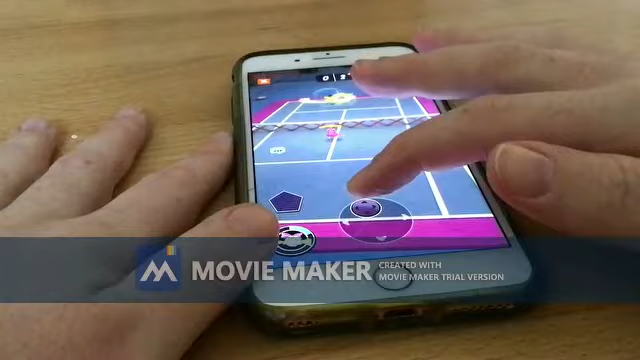 MOVIE MAKER
CREATED WITH
MOVIE MAKER TRIAL VERSION